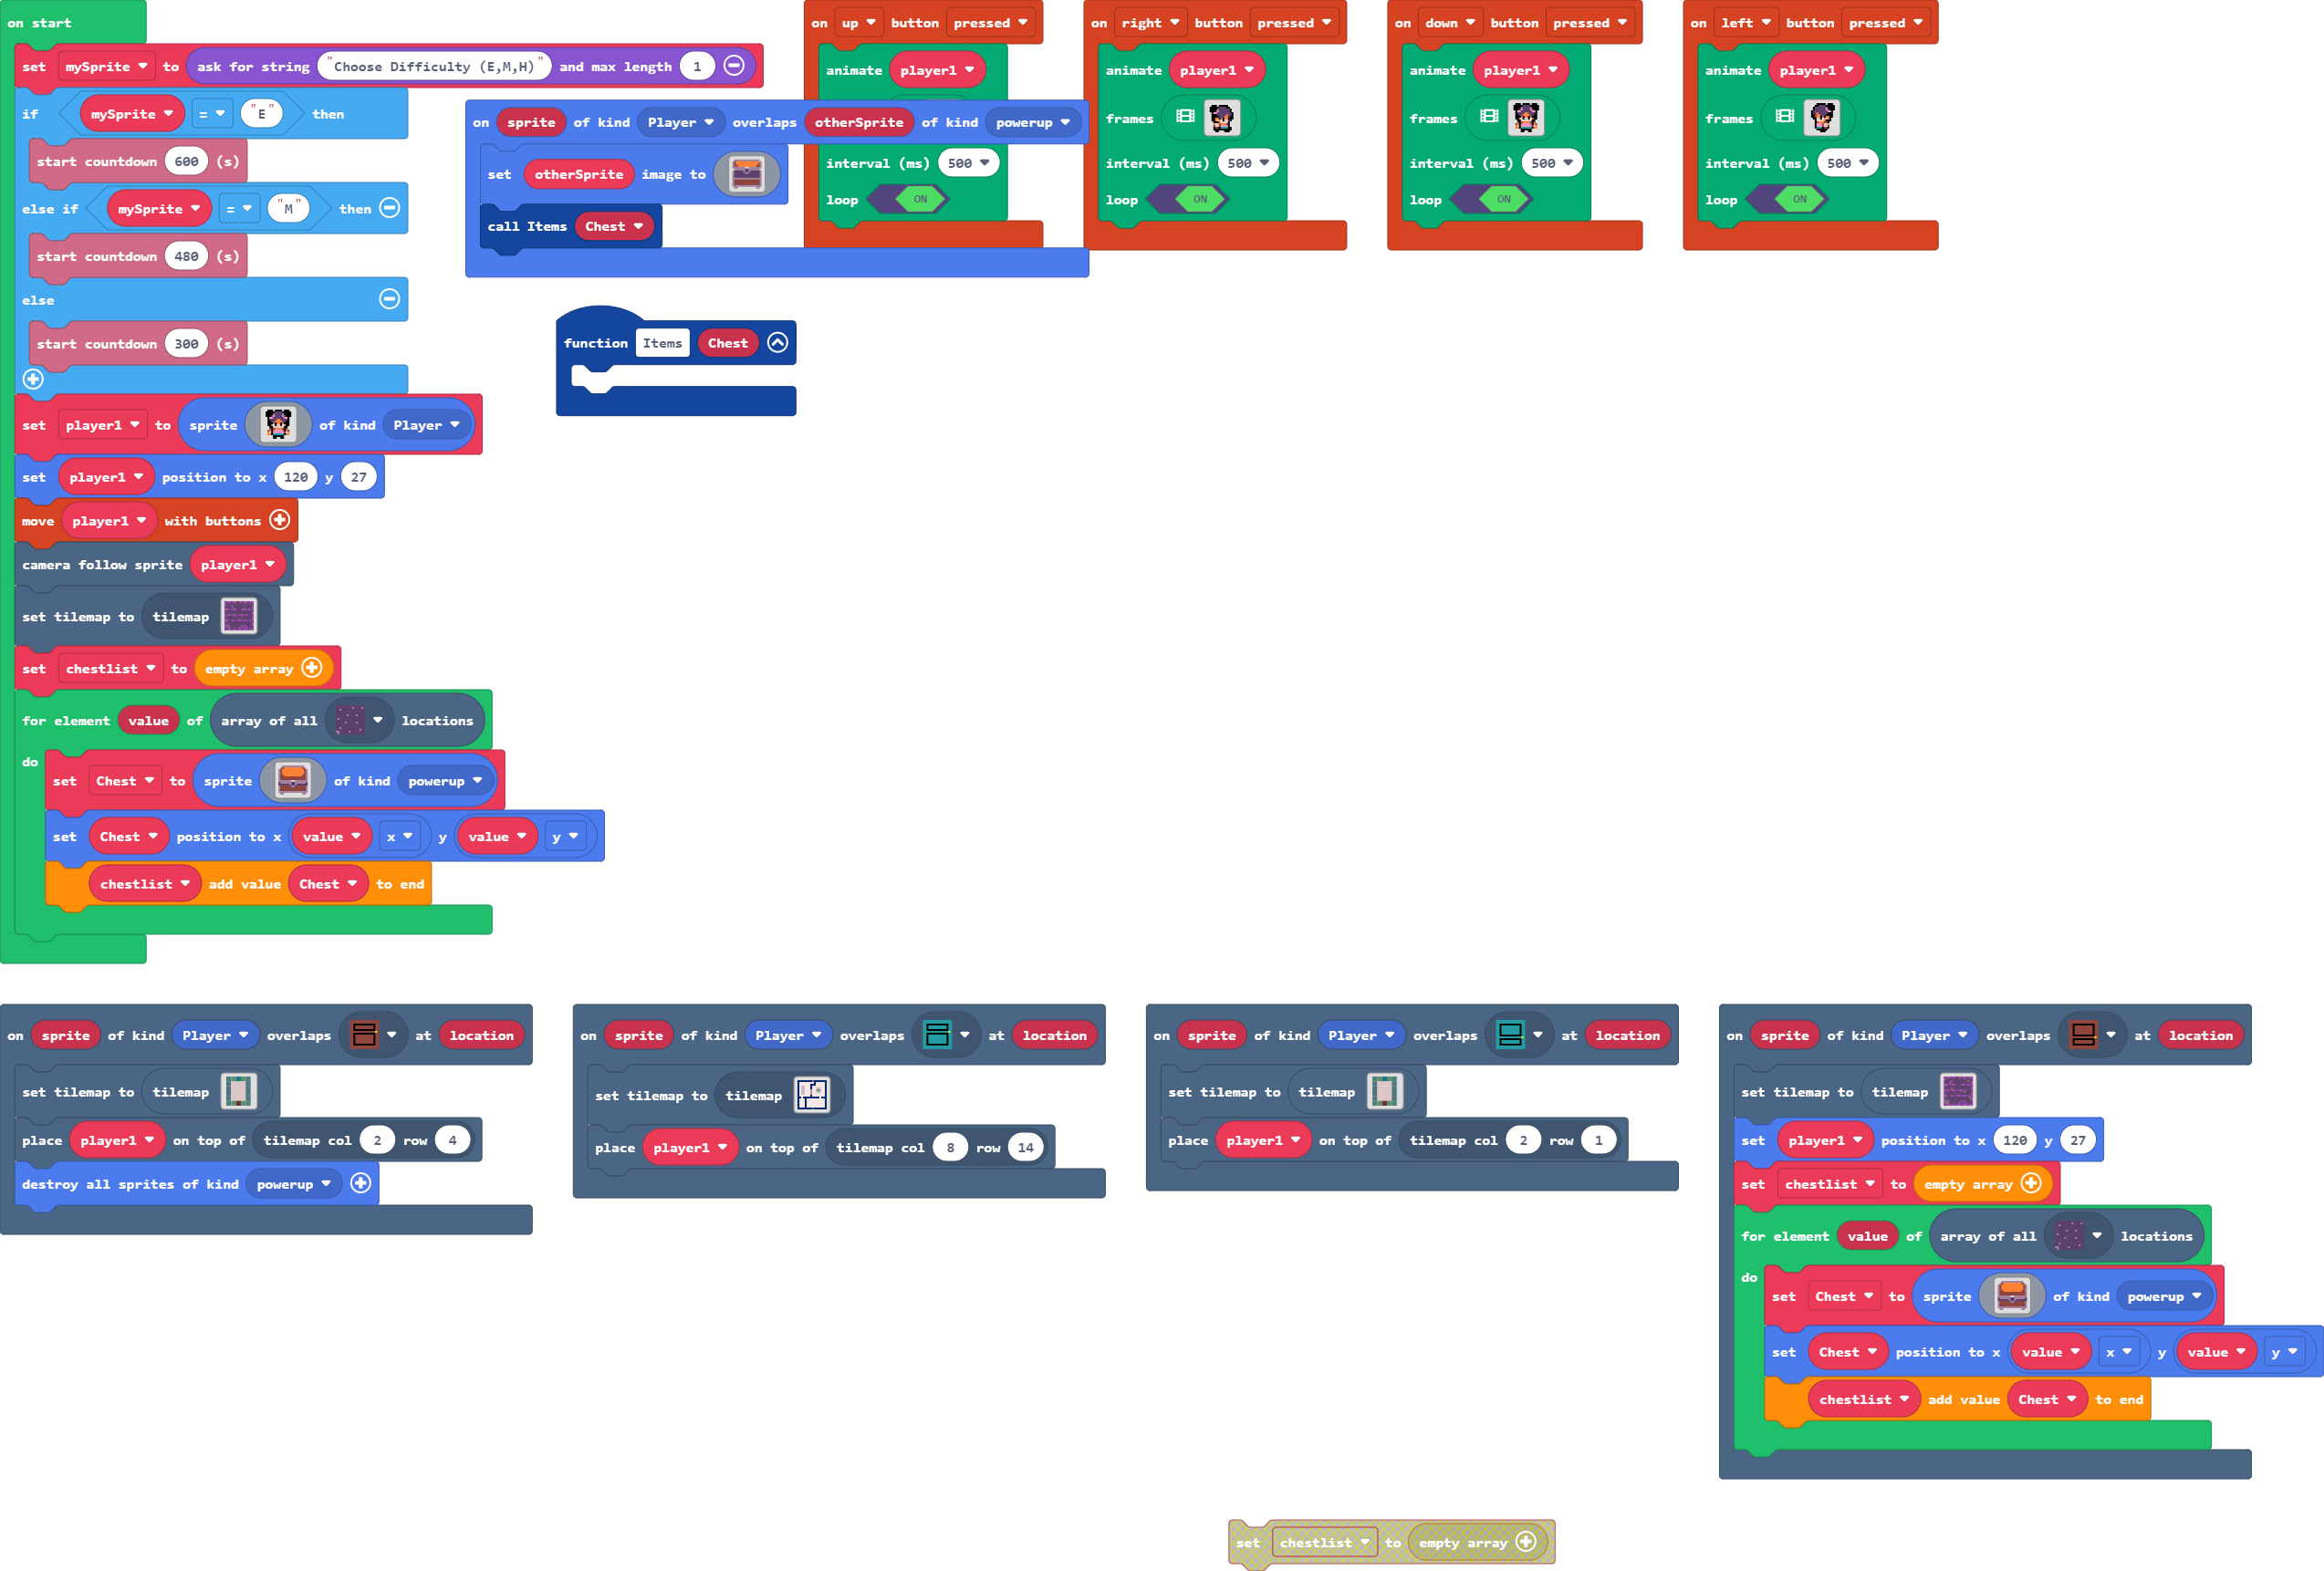 on start
set mySprite to ask for string "Choose Difficulty (E,M,H)" and max length 1
if mySprite = "E" then
start countdown 600 (s)
else if mySprite = "M" then
start countdown 480 (s)
else
start countdown 300 (s)
set player1 to sprite of kind Player
set player1 position to x 120 y 27
move player1 with buttons
camera follow sprite player1
set tilemap to tilemap
set chestlist to empty array
for element value of array of all locations
do
set Chest to sprite of kind powerup
set Chest position to x value x y value y
chestlist add value Chest to end
on sprite of kind Player overlaps otherSprite of kind powerup
set otherSprite image to
call Items Chest
function Items Chest
on up button pressed
animate player1
interval (ms) 500
loop ON
on right button pressed
animate player1
frames
interval (ms) 500
loop ON
on down button pressed
animate player1
frames
interval (ms) 500
loop ON
on left button pressed
animate player1
frames
interval (ms) 500
loop ON
on sprite of kind Player overlaps at location
set tilemap to tilemap
place player1 on top of tilemap col 2 row 4
destroy all sprites of kind powerup
on sprite of kind Player overlaps at location
set tilemap to tilemap
place player1 on top of tilemap col 8 row 14
on sprite of kind Player overlaps at location
set tilemap to tilemap
place player1 on top of tilemap col 2 row 1
on sprite of kind Player overlaps at location
set tilemap to tilemap
set player1 position to x 120 y 27
set chestlist to empty array
for element value of array of all locations
do
set Chest to sprite of kind powerup
set Chest position to x value x y value y
chestlist add value Chest to end
set chestlist to empty array